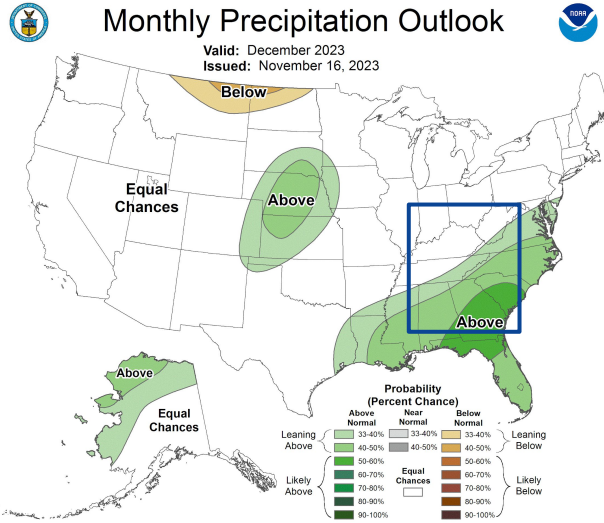 Monthly Precipitation Outlook
NOAA
Valid: December 2023
Issued: November 16, 2023
Below
Equal
Chances
Above
Above
Above
Equal
Chances
Probability
(Percent Chance)
Above
Normal
Near
Normal
Below
Normal
Leaning
Above
33-40%
40-50%
33-40%
40-50%
33-40%
40-50%
Leaning
Below
Likely
Above
50-60%
60-70%
70-80%
80-90%
90-100%
Equal
Chances
50-60%
60-70%
70-80%
80-90%
90-100%
Likely
Below